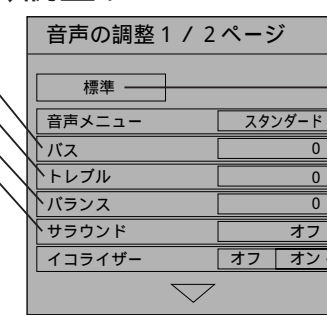 音声の調整１／２ページ
標準
音声メニュー スタンダード
バス 0
トレブル 0
バランス 0
サラウンド オフ
イコライザー オフ オン